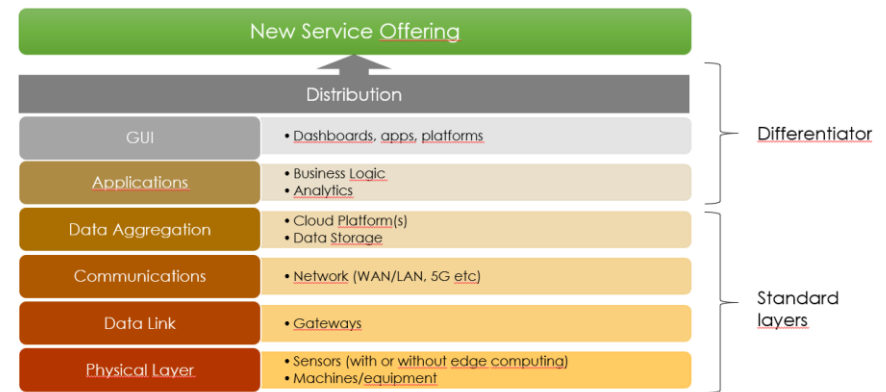 New Service Offering
Distribution
GUI
• Dashboards, apps, platforms
Applications
• Business Logic
• Analytics
Data Aggregation
• Cloud Platform(s)
• Data Storage
Communications
• Network (WAN/LAN, 5G etc)
Data Link
• Gateways
Physical Layer
• Sensors (with or without edge computing)
• Machines/equipment
Differentiator
Standard
layers